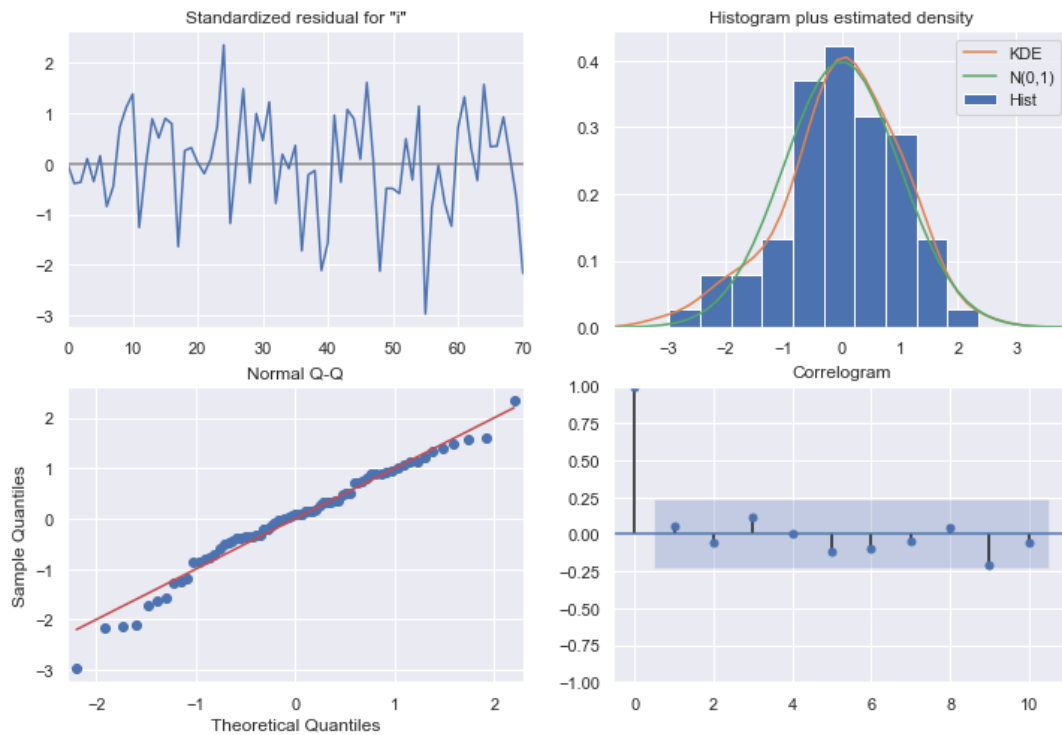 Standardized residual for "i"
2
1
0
−1
−2
−3
0 10 20 30 40 50 60 70
Histogram plus estimated density
KDE
N(0,1)
Hist
0.4
0.3
0.2
0.1
0.0
−3 −2 −1 0 1 2 3
Normal Q-Q
Sample Quantiles
2
1
0
−1
−2
−3
−2 −1 0 1 2
Theoretical Quantiles
Correlogram
1.00
0.75
0.50
0.25
0.00
−0.25
−0.50
−0.75
−1.00
0 2 4 6 8 10